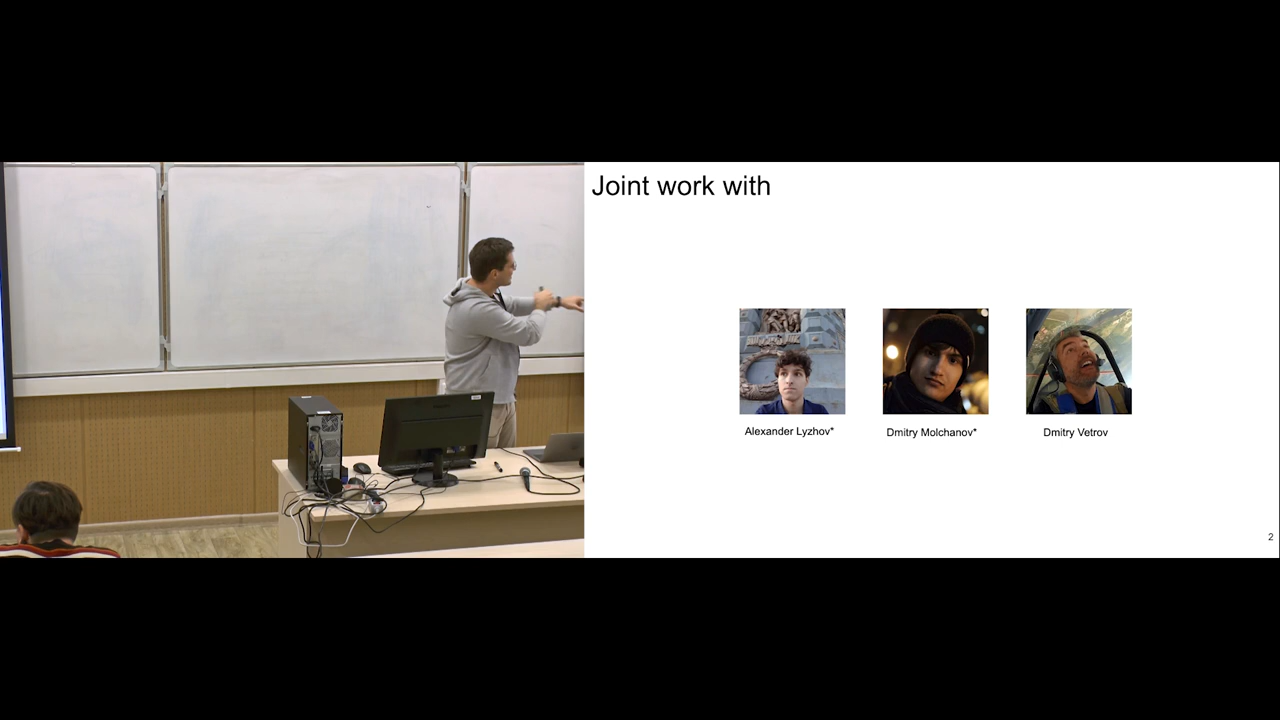 Joint work with
Alexander Lyzhov*
Dmitry Molchanov*
Dmitry Vetrov
2